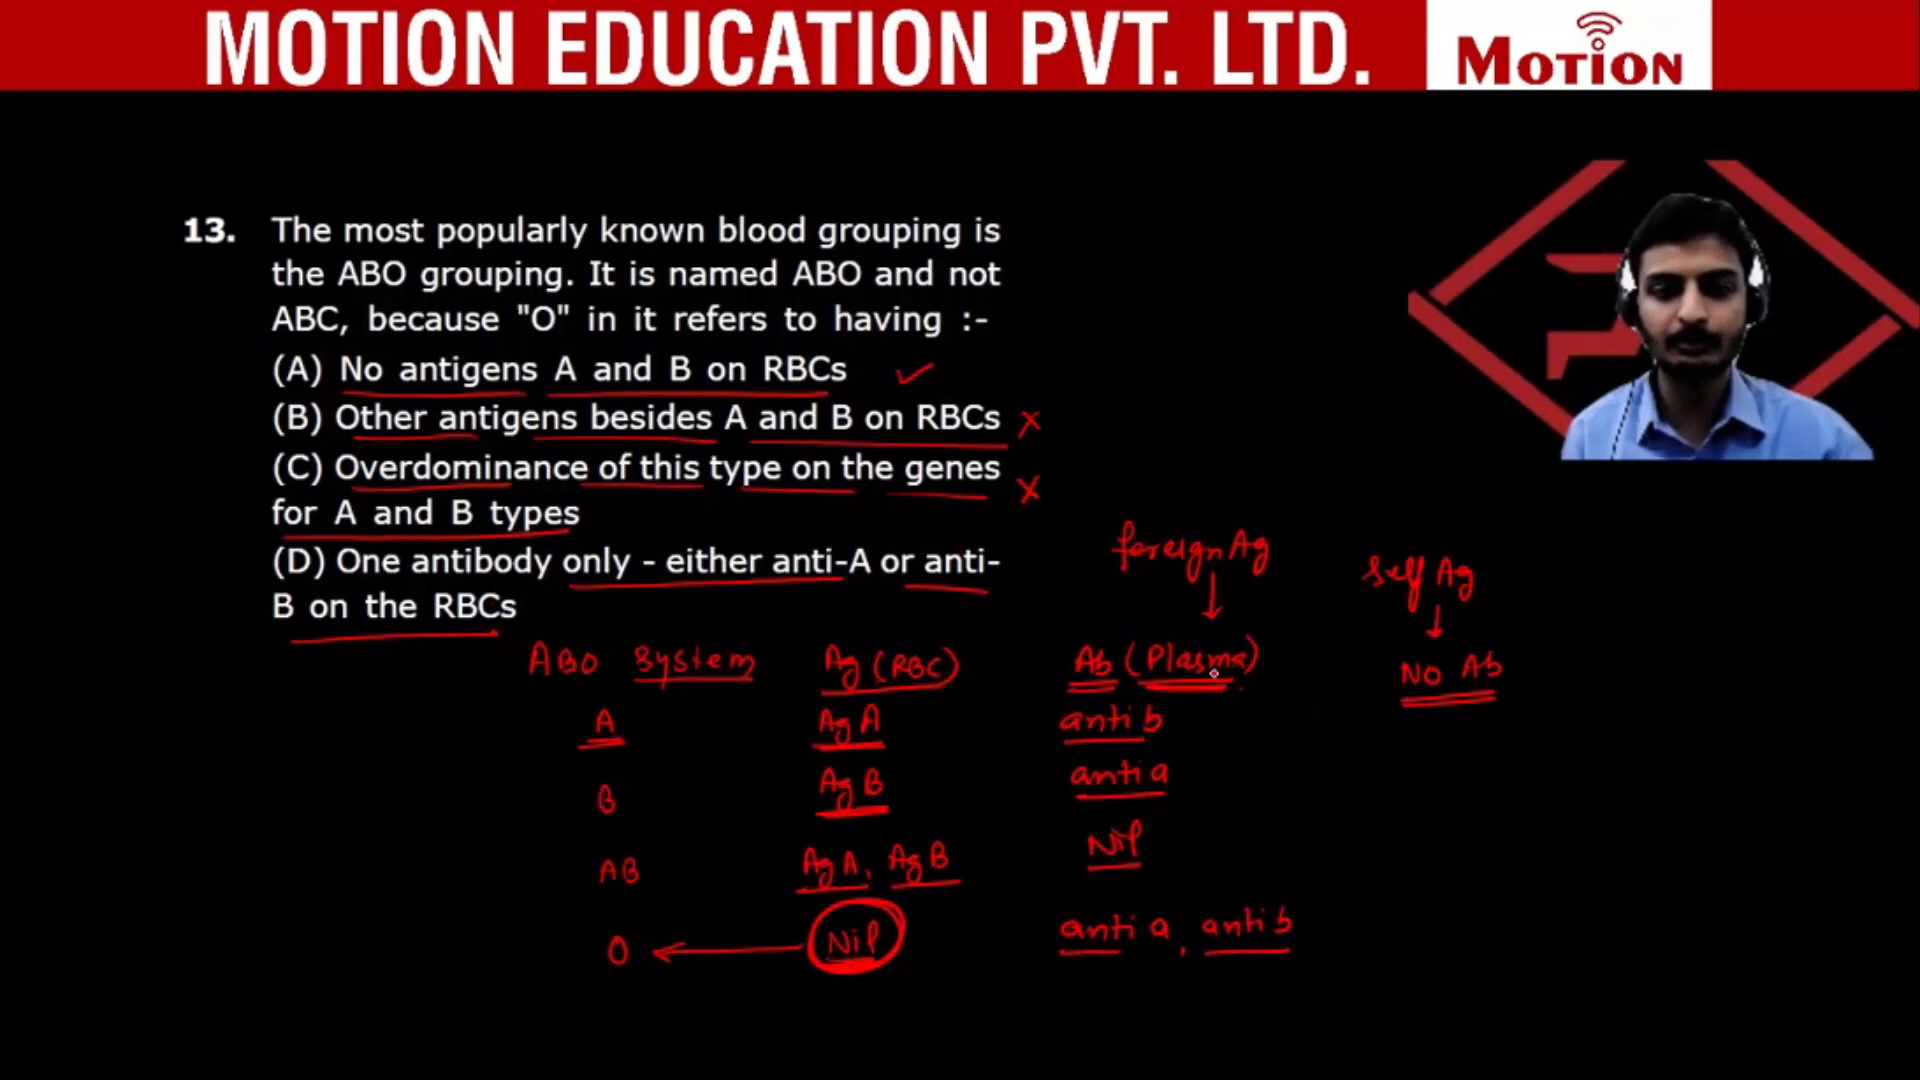 MOTION EDUCATION PVT. LTD.
MOTION
13. The most popularly known blood grouping is
the ABO grouping. It is named ABO and not
ABC, because "O" in it refers to having :-
(A) No antigens A and B on RBCs ✓
(B) Other antigens besides A and B on RBCs x
(C) Overdominance of this type on the genes x
for A and B types
(D) One antibody only - either anti-A or anti-
B on the RBCs
foreign Ag
↓
Self Ag
↓
ABO System Ag (RBC) Ab (Plasma) NO Ab
A Ag A anti b
B Ag B anti a
AB Ag A, Ag B Nil
O ← Nil anti a, anti b